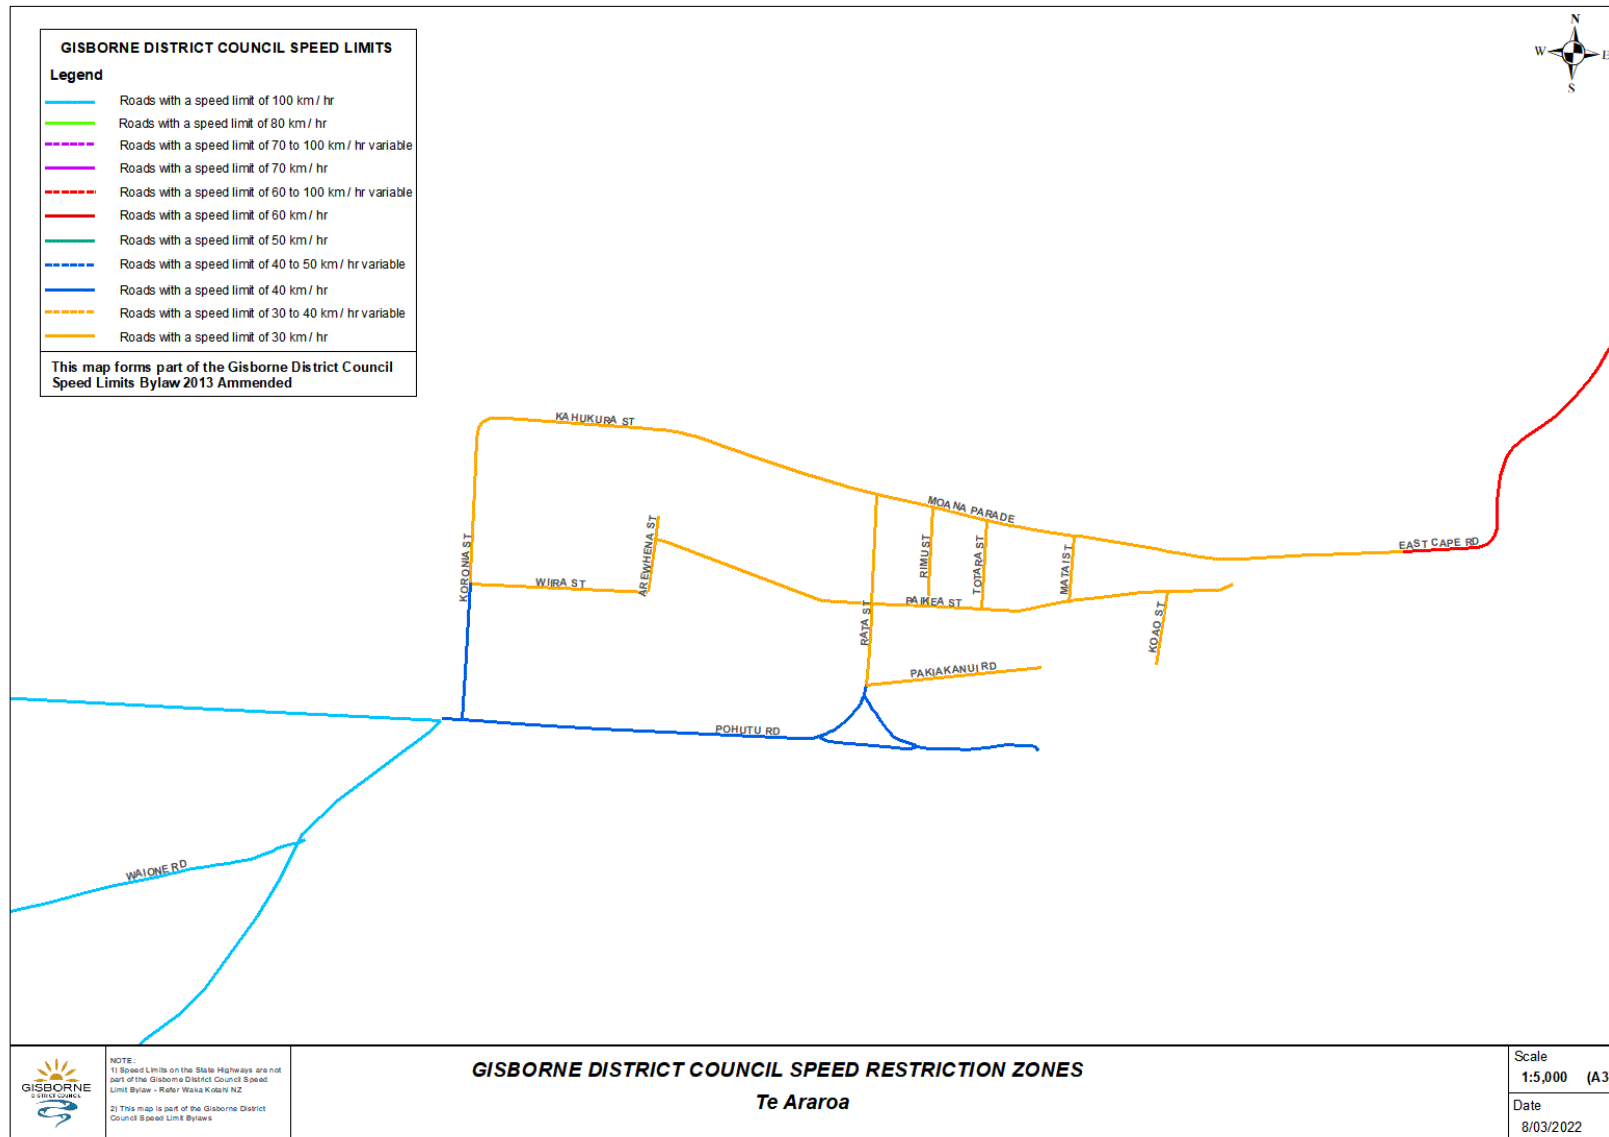 N
W
E
S
GISBORNE DISTRICT COUNCIL SPEED LIMITS
Legend
Roads with a speed limit of 100 km / hr
Roads with a speed limit of 80 km / hr
Roads with a speed limit of 70 to 100 km / hr variable
Roads with a speed limit of 70 km / hr
Roads with a speed limit of 60 to 100 km / hr variable
Roads with a speed limit of 60 km / hr
Roads with a speed limit of 50 km / hr
Roads with a speed limit of 40 to 50 km / hr variable
Roads with a speed limit of 40 km / hr
Roads with a speed limit of 30 to 40 km / hr variable
Roads with a speed limit of 30 km / hr
This map forms part of the Gisborne District Council
Speed Limits Bylaw 2013 Ammended
KAHUKURA ST
MOANA PARADE
EAST CAPE RD
KORONIA ST
WIRA ST
AREWHENA ST
RATA ST
RIMU ST
TOTARA ST
MATAI ST
PAIKEA ST
KOAO ST
PAKIAKANUI RD
POHUTU RD
WAIONE RD
GISBORNE
DISTRICT COUNCIL
NOTE:
1) Speed Limits on the State Highways are not
part of the Gisborne District Council Speed
Limit Bylaw - Refer Waka Kotahi NZ
2) This map is part of the Gisborne District
Council Speed Limit Bylaws
GISBORNE DISTRICT COUNCIL SPEED RESTRICTION ZONES
Te Araroa
Scale
1:5,000 (A3
Date
8/03/2022